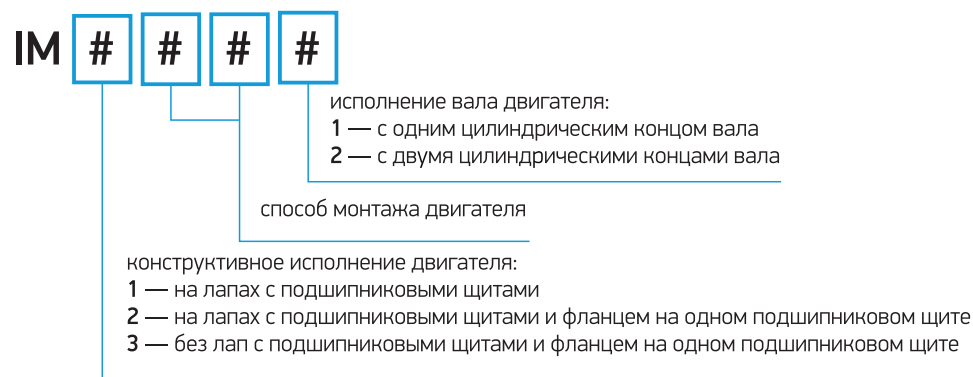 IM # # # #
исполнение вала двигателя:
1 — с одним цилиндрическим концом вала
2 — с двумя цилиндрическими концами вала
способ монтажа двигателя
конструктивное исполнение двигателя:
1 — на лапах с подшипниковыми щитами
2 — на лапах с подшипниковыми щитами и фланцем на одном подшипниковом щите
3 — без лап с подшипниковыми щитами и фланцем на одном подшипниковом щите